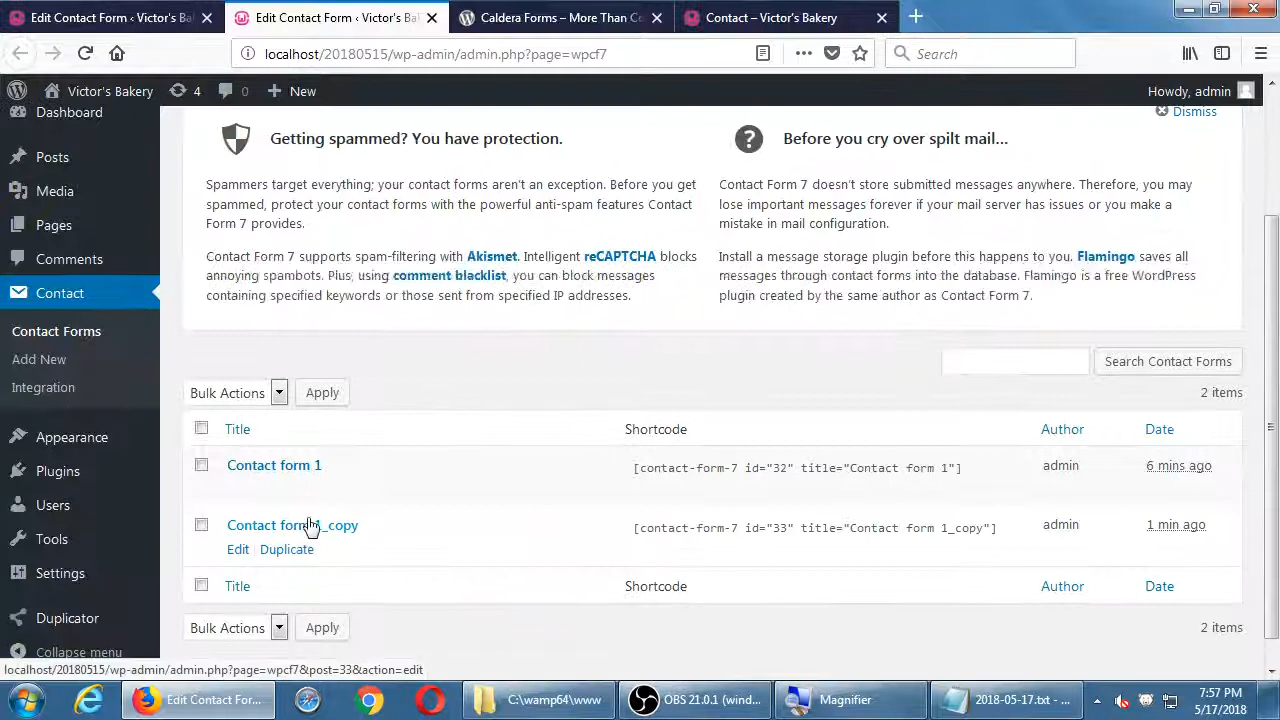 Edit Contact Form ‹ Victor's Ba
Edit Contact Form ‹ Victor's Ba
Caldera Forms – More Than Ce
Contact – Victor's Bakery
localhost/20180515/wp-admin/admin.php?page=wpcf7
Search
Victor's Bakery
4
0
New
Howdy, admin
Dashboard
Posts
Media
Pages
Comments
Contact
Contact Forms
Add New
Integration
Appearance
Plugins
Users
Tools
Settings
Duplicator
Collapse menu
Dismiss
Getting spammed? You have protection.
Spammers target everything; your contact forms aren't an exception. Before you get
spammed, protect your contact forms with the powerful anti-spam features Contact
Form 7 provides.
Contact Form 7 supports spam-filtering with Akismet. Intelligent reCAPTCHA blocks
annoying spambots. Plus, using comment blacklist, you can block messages
containing specified keywords or those sent from specified IP addresses.
Before you cry over spilt mail…
Contact Form 7 doesn't store submitted messages anywhere. Therefore, you may
lose important messages forever if your mail server has issues or you make a
mistake in mail configuration.
Install a message storage plugin before this happens to you. Flamingo saves all
messages through contact forms into the database. Flamingo is a free WordPress
plugin created by the same author as Contact Form 7.
Search Contact Forms
Bulk Actions
Apply
2 items
Title
Shortcode
Author
Date
Contact form 1
[contact-form-7 id="32" title="Contact form 1"]
admin
6 mins ago
Contact form 1_copy
[contact-form-7 id="33" title="Contact form 1_copy"]
admin
1 min ago
Edit | Duplicate
Title
Shortcode
Author
Date
Bulk Actions
Apply
2 items
localhost/20180515/wp-admin/admin.php?page=wpcf7&post=33&action=edit
Edit Contact For...
C:\wamp64\www
OBS 21.0.1 (wind...
Magnifier
2018-05-17.txt - ...
7:57 PM
5/17/2018